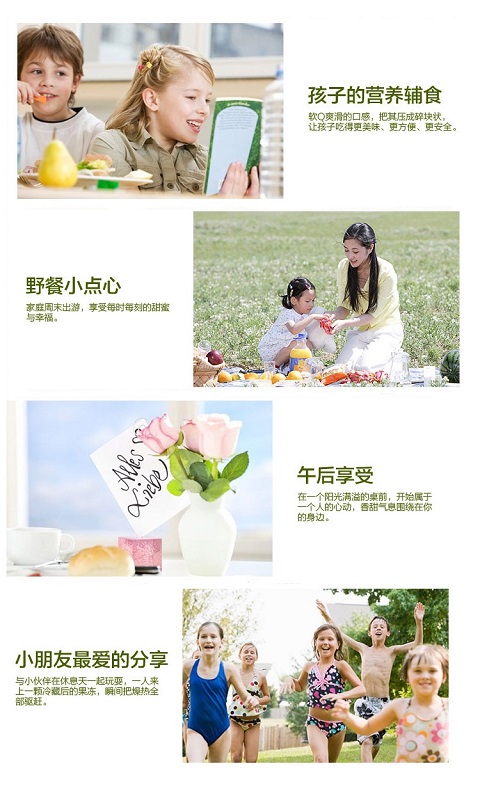 孩子的营养辅食
软Q爽滑的口感，把其压成碎块状，
让孩子吃得更美味、更方便、更安全。
野餐小点心
家庭周末出游，享受每时每刻的甜蜜
与幸福。
Alles
Liebe
午后享受
在一个阳光满溢的桌前，开始属于
一个人的心动，香甜气息围绕在你
的身边。
小朋友最爱的分享
与小伙伴在休息天一起玩耍，一人来
上一颗冷藏后的果冻，瞬间把燥热全
部驱赶。